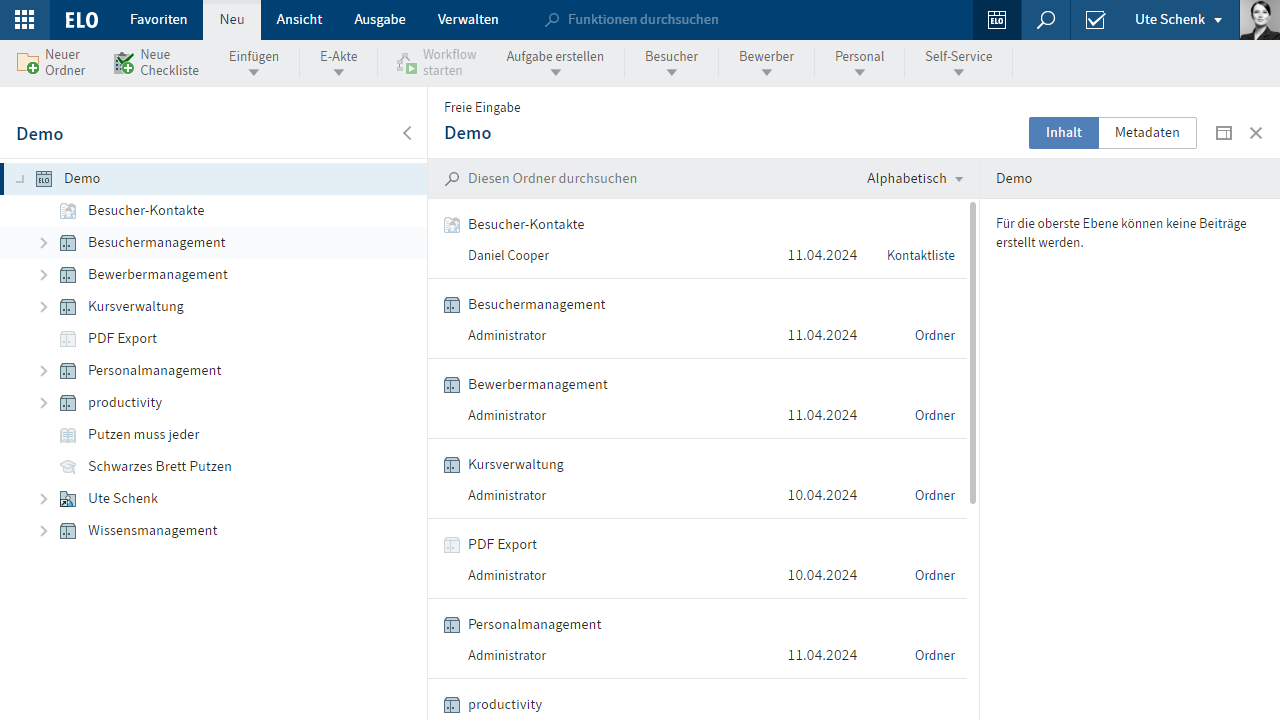 ELO Favoriten Neu Ansicht Ausgabe Verwalten Funktionen durchsuchen ELO Ute Schenk
Neuer Ordner Neue Checkliste Einfügen E-Akte Workflow starten Aufgabe erstellen Besucher Bewerber Personal Self-Service
Demo
ELO Demo
Besucher-Kontakte
Besuchermanagement
Bewerbermanagement
Kursverwaltung
PDF Export
Personalmanagement
productivity
Putzen muss jeder
Schwarzes Brett Putzen
Ute Schenk
Wissensmanagement
Freie Eingabe
Demo
Inhalt Metadaten
Diesen Ordner durchsuchen Alphabetisch
Besucher-Kontakte
Daniel Cooper 11.04.2024 Kontaktliste
Besuchermanagement
Administrator 11.04.2024 Ordner
Bewerbermanagement
Administrator 11.04.2024 Ordner
Kursverwaltung
Administrator 10.04.2024 Ordner
PDF Export
Administrator 10.04.2024 Ordner
Personalmanagement
Administrator 11.04.2024 Ordner
productivity
Demo
Für die oberste Ebene können keine Beiträge
erstellt werden.